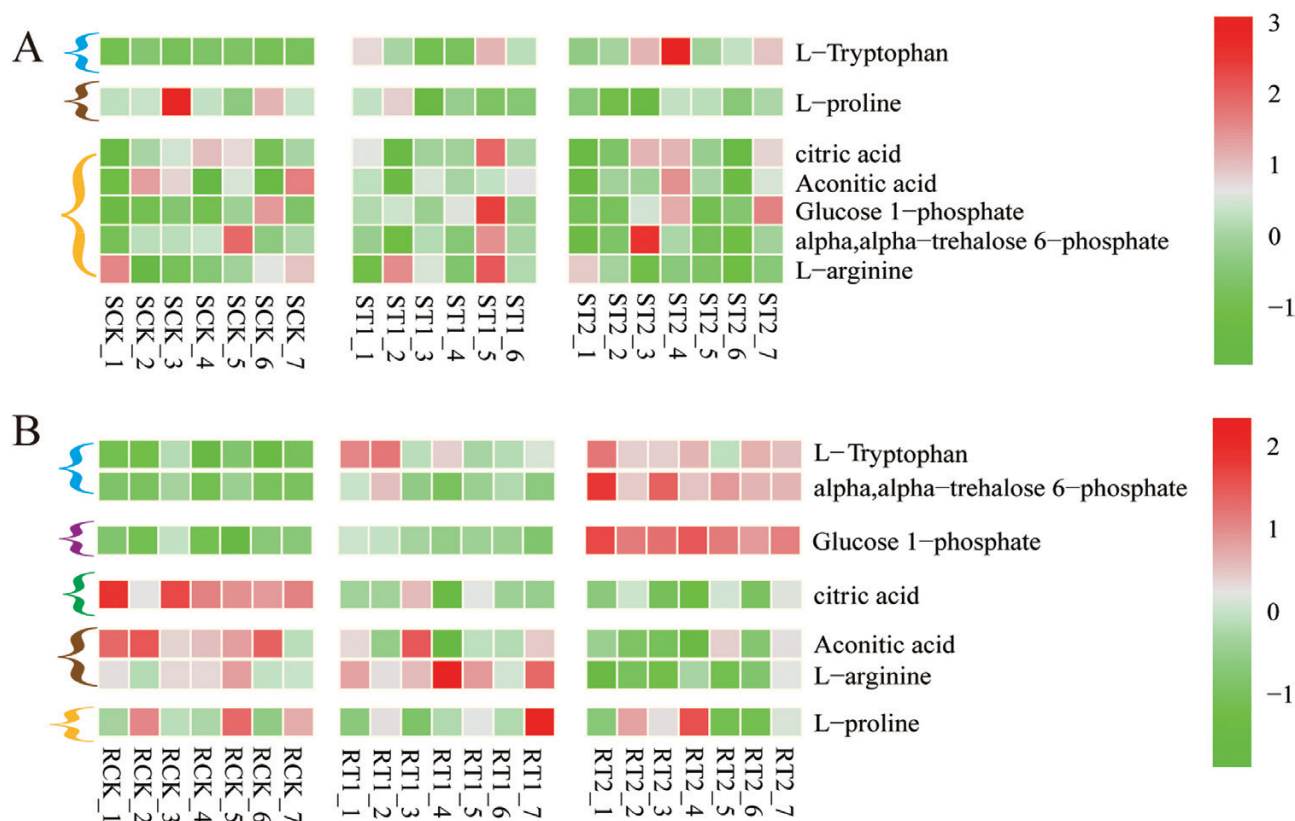 A
L−Tryptophan
L−proline
citric acid
Aconitic acid
Glucose 1−phosphate
alpha,alpha−trehalose 6−phosphate
L−arginine
SCK_1
SCK_2
SCK_3
SCK_4
SCK_5
SCK_6
SCK_7
ST1_1
ST1_2
ST1_3
ST1_4
ST1_5
ST1_6
ST2_1
ST2_2
ST2_3
ST2_4
ST2_5
ST2_6
ST2_7
3
2
1
0
−1
B
L−Tryptophan
alpha,alpha−trehalose 6−phosphate
Glucose 1−phosphate
citric acid
Aconitic acid
L−arginine
L−proline
RCK_1
RCK_2
RCK_3
RCK_4
RCK_5
RCK_6
RCK_7
RT1_1
RT1_2
RT1_3
RT1_4
RT1_5
RT1_6
RT1_7
RT2_1
RT2_2
RT2_3
RT2_4
RT2_5
RT2_6
RT2_7
2
1
0
−1